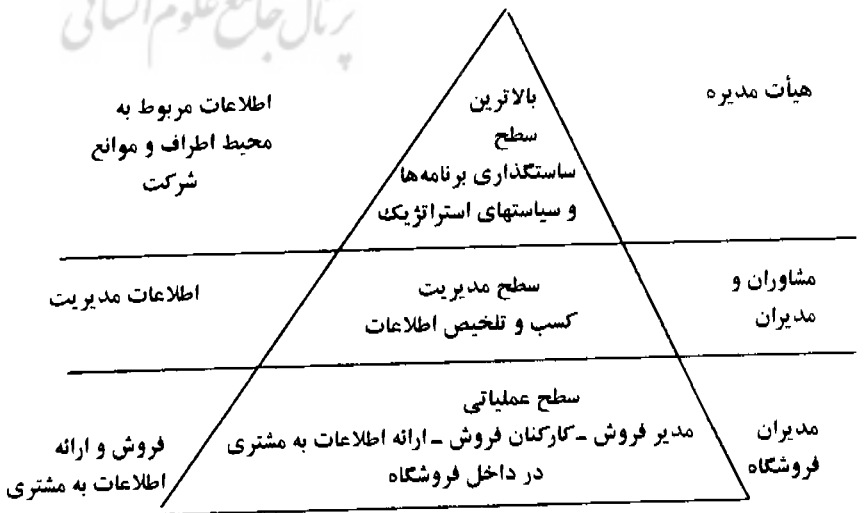 پرتال جامع علوم انسانی
هیأت مدیره
بالاترین
سطح
ساستگذاری برنامه‌ها
و سیاستهای استراتژیک
اطلاعات مربوط به
محیط اطراف و موانع
شرکت
مشاوران و
مدیران
سطح مدیریت
کسب و تلخیص اطلاعات
اطلاعات مدیریت
مدیران
فروشگاه
سطح عملیاتی
مدیر فروش ـ کارکنان فروش ـ ارائه اطلاعات به مشتری
در داخل فروشگاه
فروش و ارائه
اطلاعات به مشتری